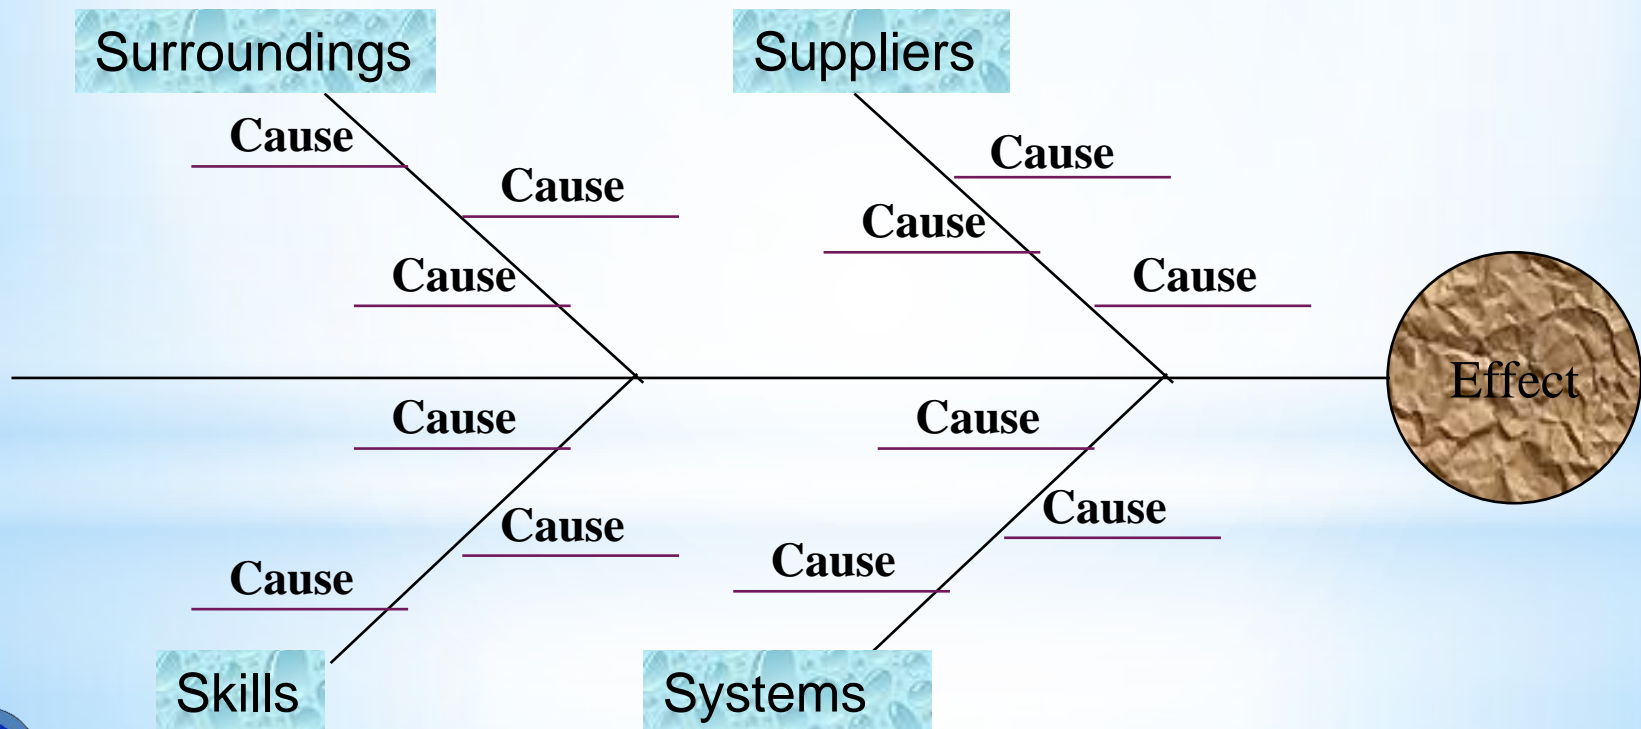 Surroundings
Suppliers
Cause
Cause
Cause
Cause
Cause
Cause
Effect
Cause
Cause
Cause
Cause
Cause
Cause
Skills
Systems